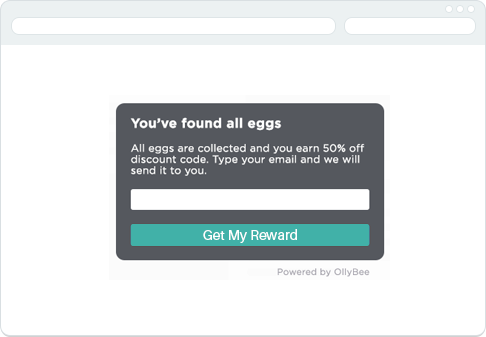 You've found all eggs
All eggs are collected and you earn 50% off
discount code. Type your email and we will
send it to you.
Get My Reward
Powered by OllyBee